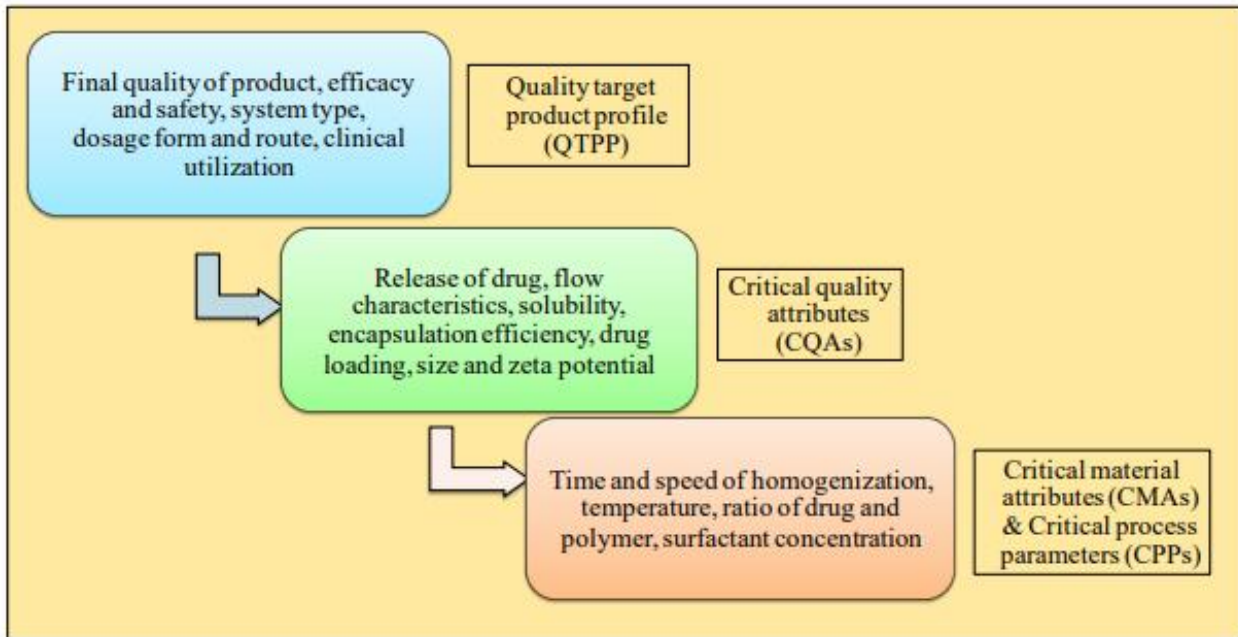 Final quality of product, efficacy
and safety, system type,
dosage form and route, clinical
utilization
Quality target
product profile
(QTPP)
Release of drug, flow
characteristics, solubility,
encapsulation efficiency, drug
loading, size and zeta potential
Critical quality
attributes
(CQAs)
Time and speed of homogenization,
temperature, ratio of drug and
polymer, surfactant concentration
Critical material
attributes (CMAs)
& Critical process
parameters (CPPs)